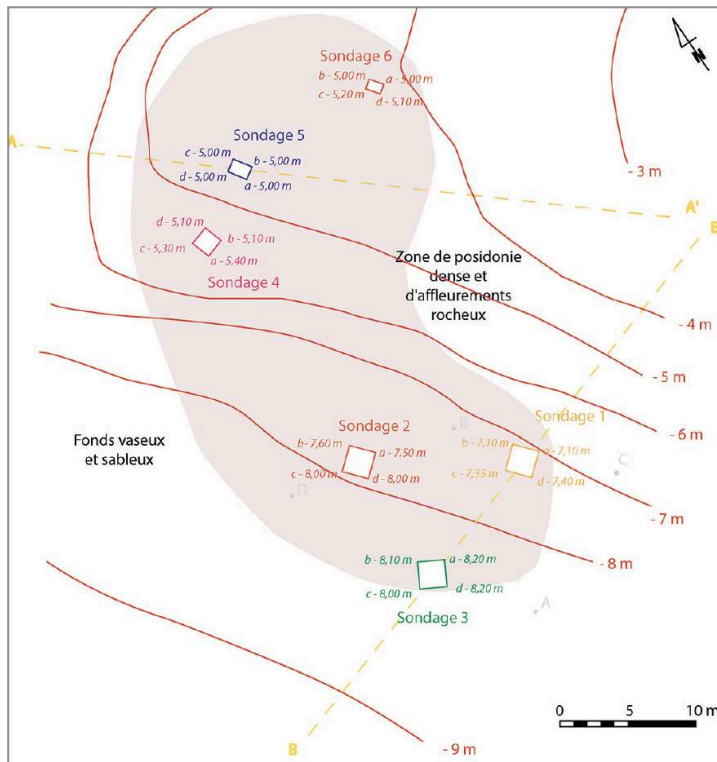 N
Sondage 6
b - 5,00 m a - 5,00 m
c - 5,20 m d - 5,10 m
Sondage 5
c - 5,00 m b - 5,00 m
d - 5,00 m a - 5,00 m
A
A'
B'
- 3 m
d - 5,10 m
c - 5,30 m b - 5,10 m
a - 5,40 m
Sondage 4
Zone de posidonie
dense et
d'affleurements
rocheux
- 4 m
- 5 m
- 6 m
Fonds vaseux
et sableux
Sondage 2
b - 7,60 m a - 7,50 m
c - 8,00 m d - 8,00 m
B
D
Sondage 1
b - 7,10 m a - 7,10 m
c - 7,35 m d - 7,40 m
C
- 7 m
- 8 m
b - 8,10 m a - 8,20 m
c - 8,00 m d - 8,20 m
Sondage 3
A
B
- 9 m
0 5 10 m